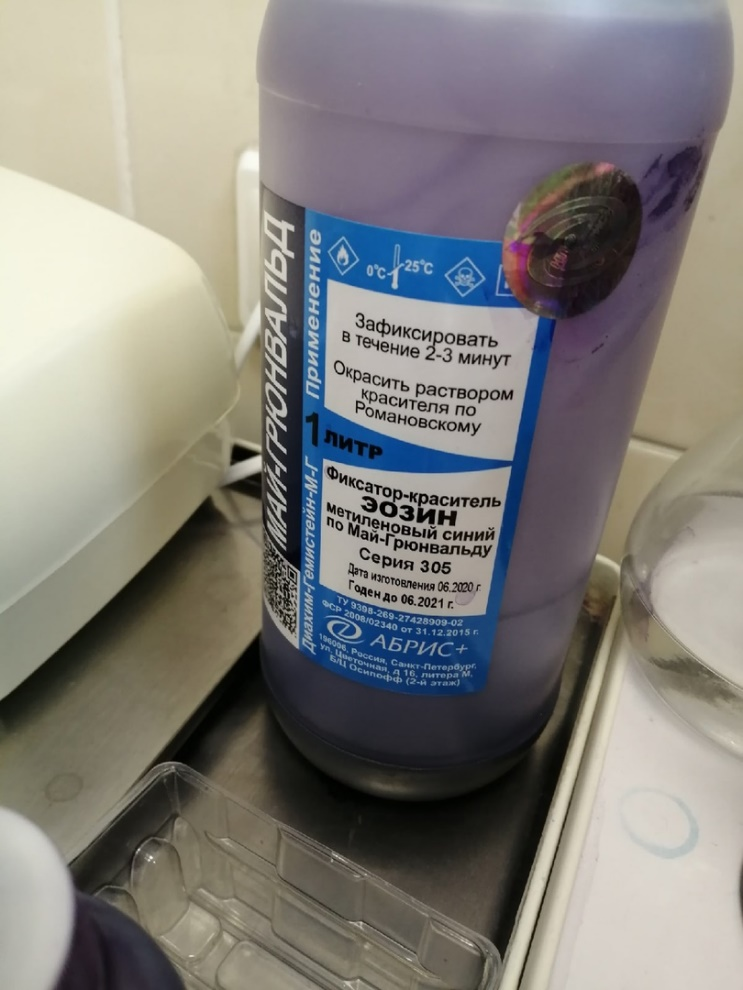 МАЙ-ГРЮНВАЛЬД
Диахим-Гемистейн-М-Г
Применение
0°C 25°C
Зафиксировать
в течение 2-3 минут
Окрасить раствором
красителя по
Романовскому
1 ЛИТР
Фиксатор-краситель
ЭОЗИН
метиленовый синий
по Май-Грюнвальду
Серия 305
Дата изготовления 06.2020 г
Годен до 06.2021 г.
ТУ 9398-269-27428909-02
ФСР 2008/02340 от 31.12.2015 г.
АБРИС+
196006, Россия, Санкт-Петербург,
ул. Цветочная, д 16, литера М,
Б/Ц Осилофф (2-й этаж)